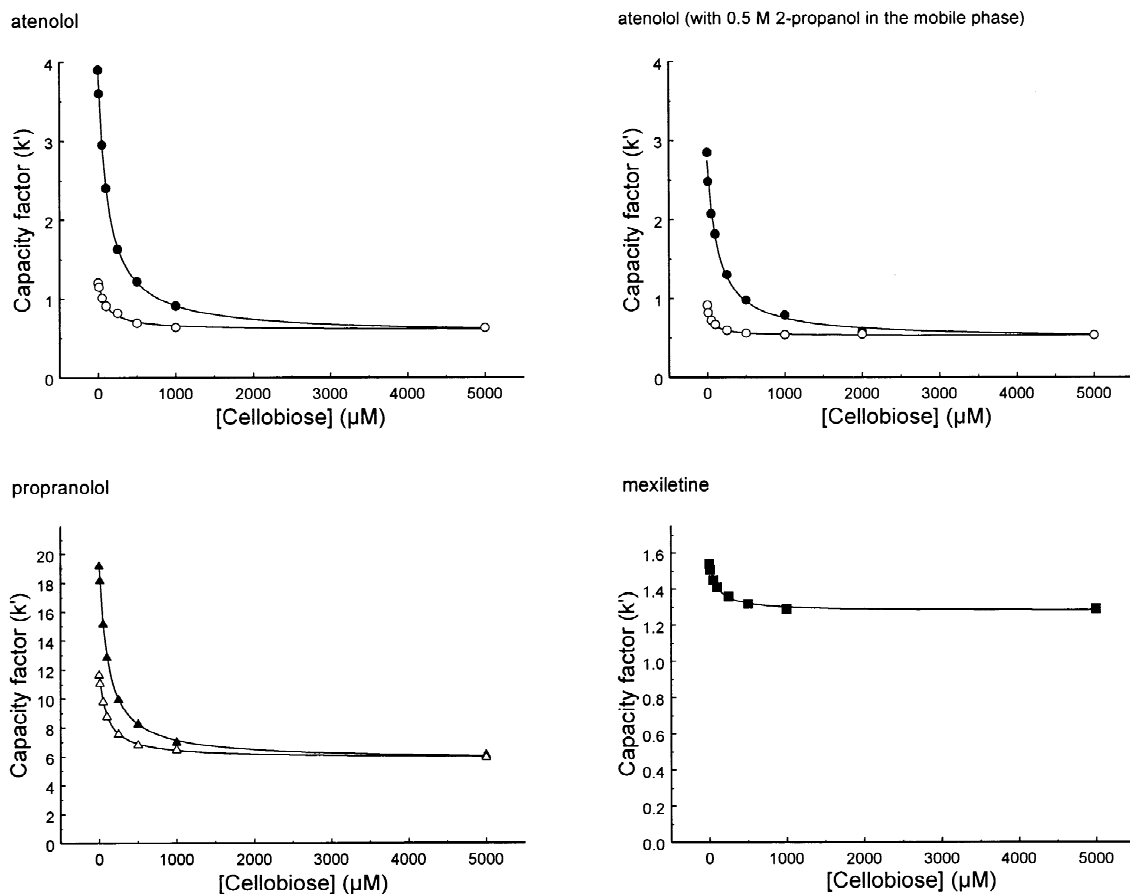 atenolol
atenolol (with 0.5 M 2-propanol in the mobile phase)
Capacity factor (k')
4
3
2
1
0
0 1000 2000 3000 4000 5000
[Cellobiose] (µM)
Capacity factor (k')
4
3
2
1
0
0 1000 2000 3000 4000 5000
[Cellobiose] (µM)
propranolol
mexiletine
Capacity factor (k')
20
18
16
14
12
10
8
6
4
2
0
0 1000 2000 3000 4000 5000
[Cellobiose] (µM)
Capacity factor (k')
1.6
1.4
1.2
1.0
0.8
0.6
0.4
0.2
0.0
0 1000 2000 3000 4000 5000
[Cellobiose] (µM)